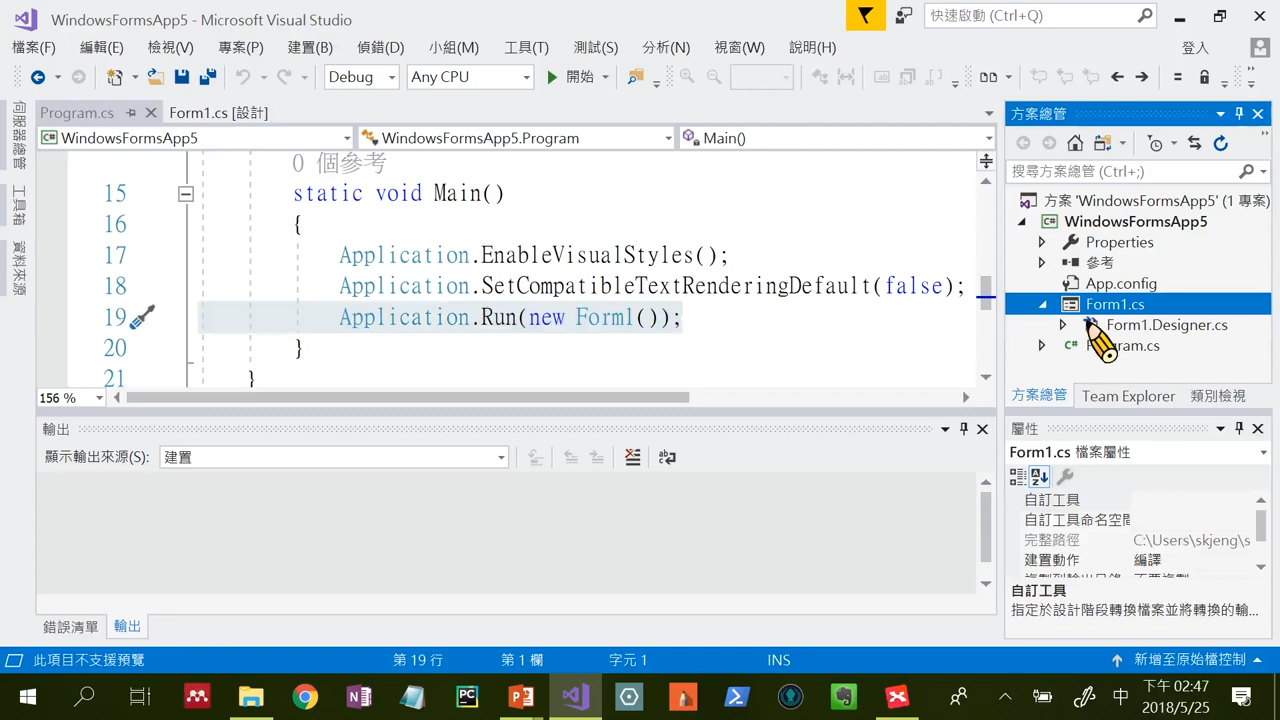 WindowsFormsApp5 - Microsoft Visual Studio
快速啟動 (Ctrl+Q)
檔案(F) 編輯(E) 檢視(V) 專案(P) 建置(B) 偵錯(D) 小組(M) 工具(T) 測試(S) 分析(N) 視窗(W) 說明(H)
登入
Debug Any CPU 開始
伺服器總管
工具箱
資料來源
Program.cs Form1.cs [設計]
WindowsFormsApp5 WindowsFormsApp5.Program Main()
0 個參考
15 static void Main()
16 {
17 Application.EnableVisualStyles();
18 Application.SetCompatibleTextRenderingDefault(false);
19 Application.Run(new Form1());
20 }
21 }
156 %
輸出
顯示輸出來源(S): 建置
錯誤清單 輸出
方案總管
搜尋方案總管 (Ctrl+;)
方案 'WindowsFormsApp5' (1 專案)
WindowsFormsApp5
Properties
參考
App.config
Form1.cs
Form1.Designer.cs
Program.cs
方案總管 Team Explorer 類別檢視
屬性
Form1.cs 檔案屬性
自訂工具
自訂工具命名空間
完整路徑 C:\Users\skjeng\s
建置動作 編譯
自訂工具
指定於設計階段轉換檔案並將轉換的輸...
此項目不支援預覽 第 19 行 第 1 欄 字元 1 INS 新增至原始檔控制
中 下午 02:47
2018/5/25